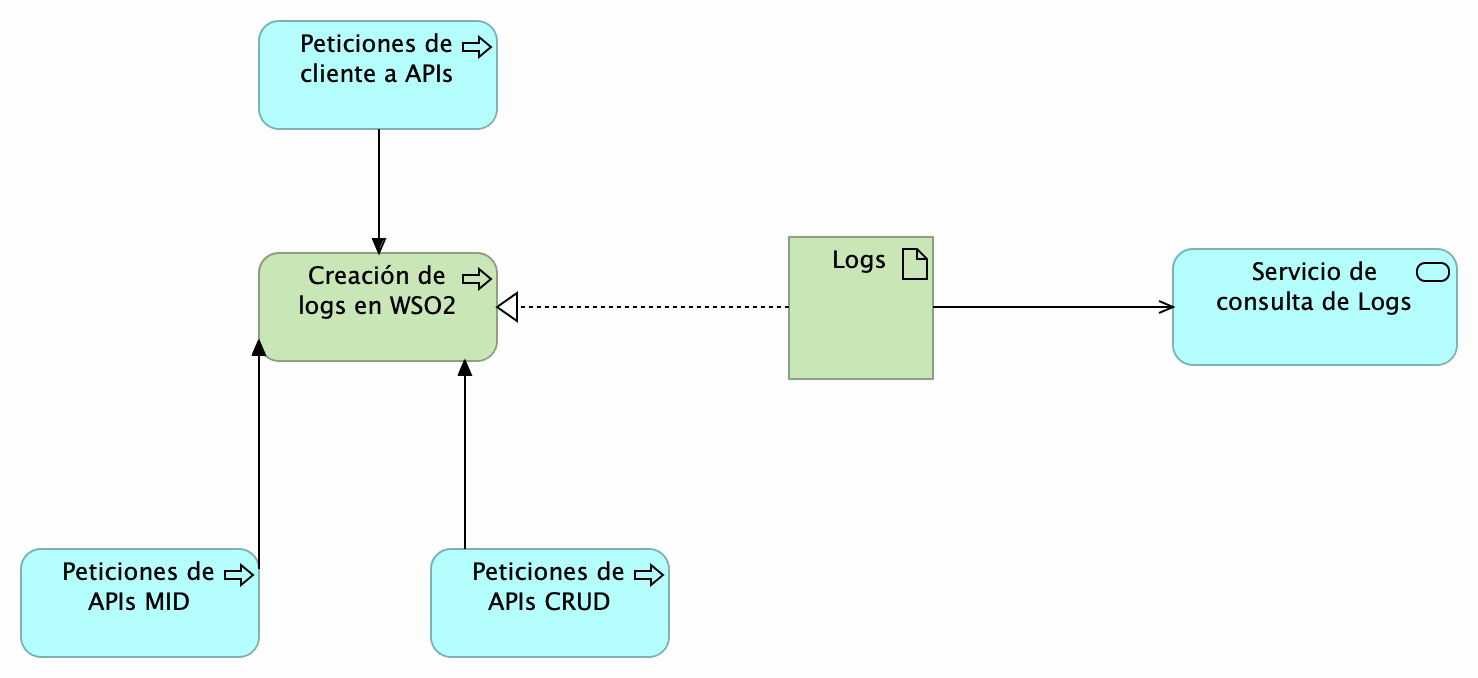 Peticiones de
cliente a APIs
Creación de
logs en WSO2
Logs
Servicio de
consulta de Logs
Peticiones de
APIs MID
Peticiones de
APIs CRUD